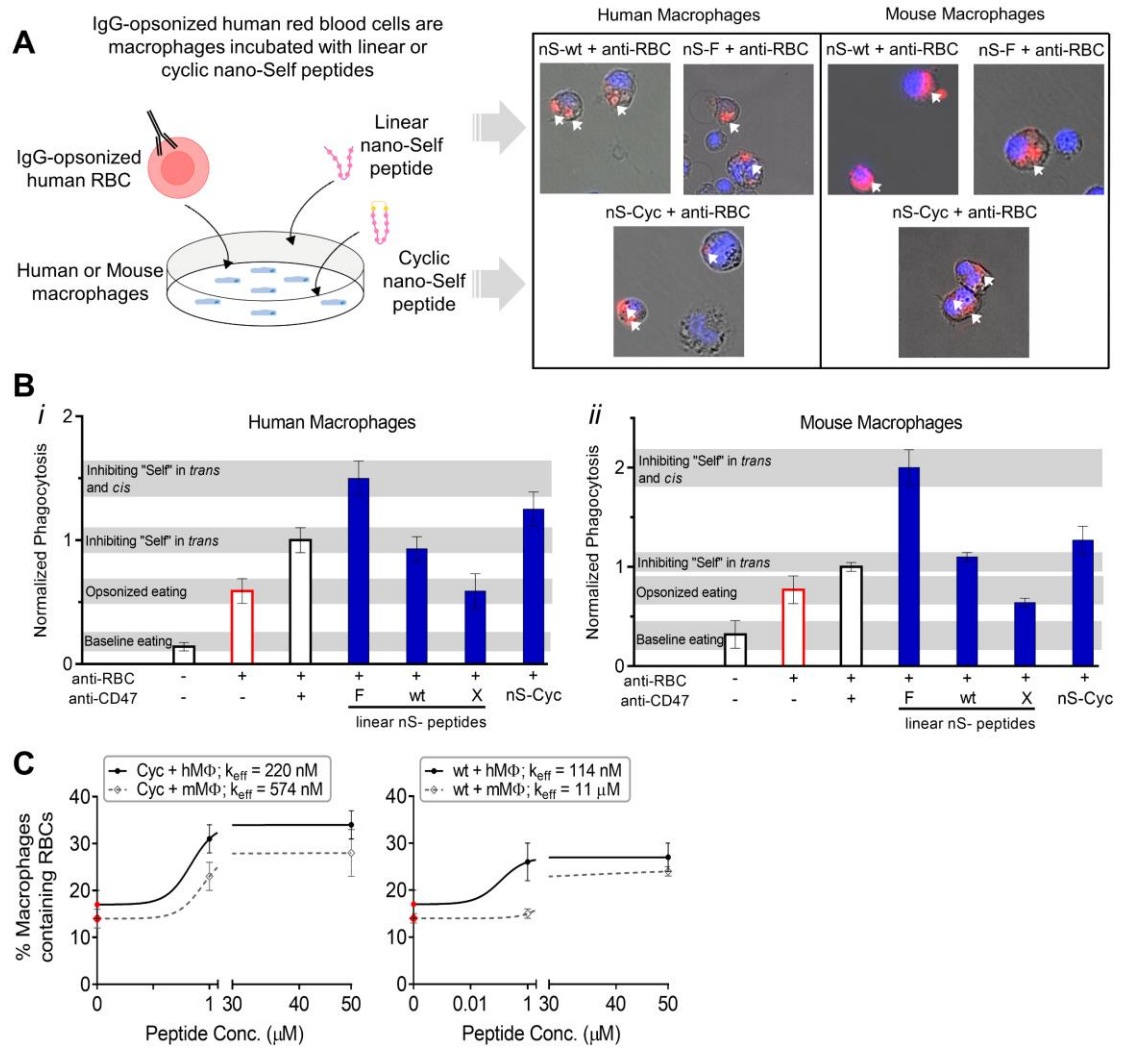 A
IgG-opsonized human red blood cells are
macrophages incubated with linear or
cyclic nano-Self peptides
IgG-opsonized
human RBC
Linear
nano-Self
peptide
Human or Mouse
macrophages
Cyclic
nano-Self
peptide
Human Macrophages
nS-wt + anti-RBC
nS-F + anti-RBC
nS-Cyc + anti-RBC
Mouse Macrophages
nS-wt + anti-RBC
nS-F + anti-RBC
nS-Cyc + anti-RBC
B
i
Human Macrophages
Normalized Phagocytosis
2
1
0
Inhibiting "Self" in trans
and cis
Inhibiting "Self" in trans
Opsonized eating
Baseline eating
anti-RBC - + + + + + +
anti-CD47 - - + F wt X nS-Cyc
linear nS- peptides
ii
Mouse Macrophages
Normalized Phagocytosis
2
1
0
Inhibiting "Self" in trans
and cis
Inhibiting "Self" in trans
Opsonized eating
Baseline eating
anti-RBC - + + + + + +
anti-CD47 - - + F wt X nS-Cyc
linear nS- peptides
C
Cyc + hMΦ; keff = 220 nM
Cyc + mMΦ; keff = 574 nM
% Macrophages
containing RBCs
40
30
20
10
0
0 1 30 40 50
Peptide Conc. (μM)
wt + hMΦ; keff = 114 nM
wt + mMΦ; keff = 11 μM
40
30
20
10
0
0 0.01 1 30 40 50
Peptide Conc. (μM)